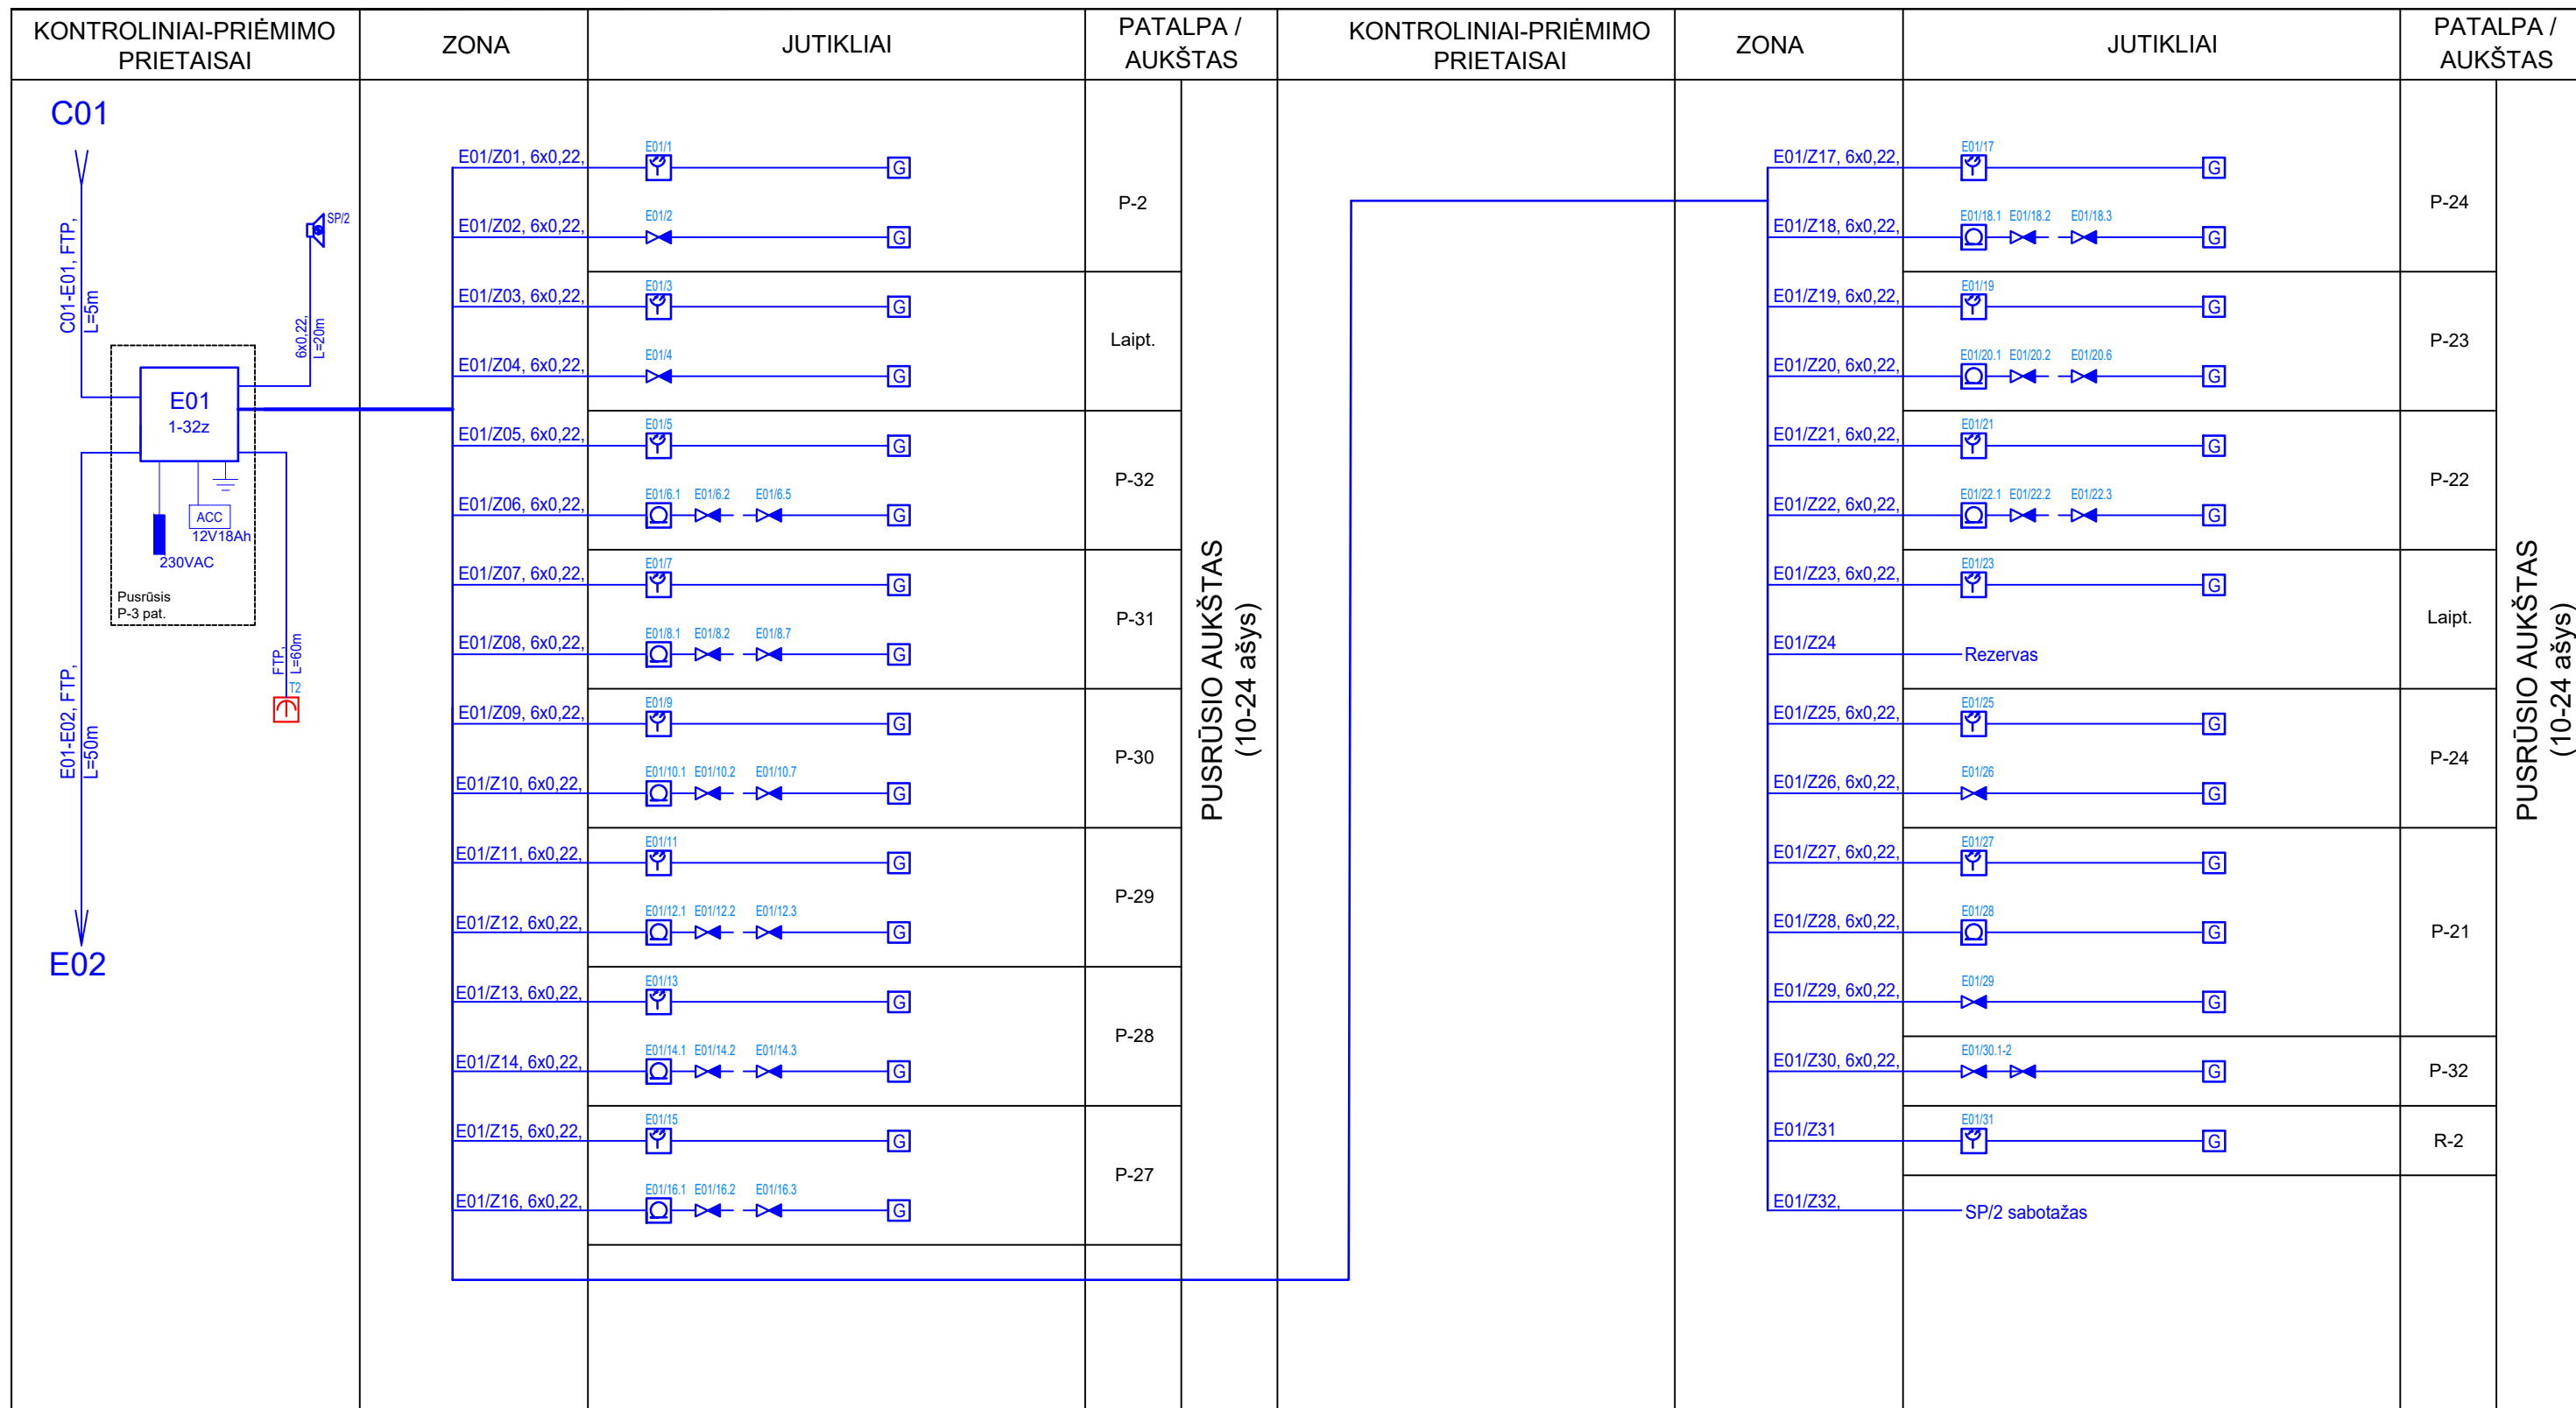 KONTROLINIAI-PRIĖMIMO
PRIETAISAI
ZONA
JUTIKLIAI
PATALPA /
AUKŠTAS
KONTROLINIAI-PRIĖMIMO
PRIETAISAI
ZONA
JUTIKLIAI
PATALPA /
AUKŠTAS
C01
C01-E01, FTP,
L=5m
SP/2
6x0,22,
L=20m
E01
1-32z
ACC
12V18Ah
230VAC
Pusrūsis
P-3 pat.
FTP,
L=60m
T2
E01-E02, FTP,
L=50m
E02
E01/Z01, 6x0,22,
E01/1
G
E01/Z02, 6x0,22,
E01/2
G
P-2
E01/Z03, 6x0,22,
E01/3
G
E01/Z04, 6x0,22,
E01/4
G
Laipt.
E01/Z05, 6x0,22,
E01/5
G
E01/Z06, 6x0,22,
E01/6.1 E01/6.2 E01/6.5
G
P-32
E01/Z07, 6x0,22,
E01/7
G
E01/Z08, 6x0,22,
E01/8.1 E01/8.2 E01/8.7
G
P-31
E01/Z09, 6x0,22,
E01/9
G
E01/Z10, 6x0,22,
E01/10.1 E01/10.2 E01/10.7
G
P-30
E01/Z11, 6x0,22,
E01/11
G
E01/Z12, 6x0,22,
E01/12.1 E01/12.2 E01/12.3
G
P-29
E01/Z13, 6x0,22,
E01/13
G
E01/Z14, 6x0,22,
E01/14.1 E01/14.2 E01/14.3
G
P-28
E01/Z15, 6x0,22,
E01/15
G
E01/Z16, 6x0,22,
E01/16.1 E01/16.2 E01/16.3
G
P-27
PUSRŪSIO AUKŠTAS
(10-24 ašys)
E01/Z17, 6x0,22,
E01/17
G
E01/Z18, 6x0,22,
E01/18.1 E01/18.2 E01/18.3
G
P-24
E01/Z19, 6x0,22,
E01/19
G
E01/Z20, 6x0,22,
E01/20.1 E01/20.2 E01/20.6
G
P-23
E01/Z21, 6x0,22,
E01/21
G
E01/Z22, 6x0,22,
E01/22.1 E01/22.2 E01/22.3
G
P-22
E01/Z23, 6x0,22,
E01/23
G
E01/Z24
Rezervas
Laipt.
E01/Z25, 6x0,22,
E01/25
G
E01/Z26, 6x0,22,
E01/26
G
P-24
E01/Z27, 6x0,22,
E01/27
G
E01/Z28, 6x0,22,
E01/28
G
E01/Z29, 6x0,22,
E01/29
G
P-21
E01/Z30, 6x0,22,
E01/30.1-2
G
P-32
E01/Z31
E01/31
G
R-2
E01/Z32,
SP/2 sabotažas
PUSRŪSIO AUKŠTAS
(10-24 ašys)